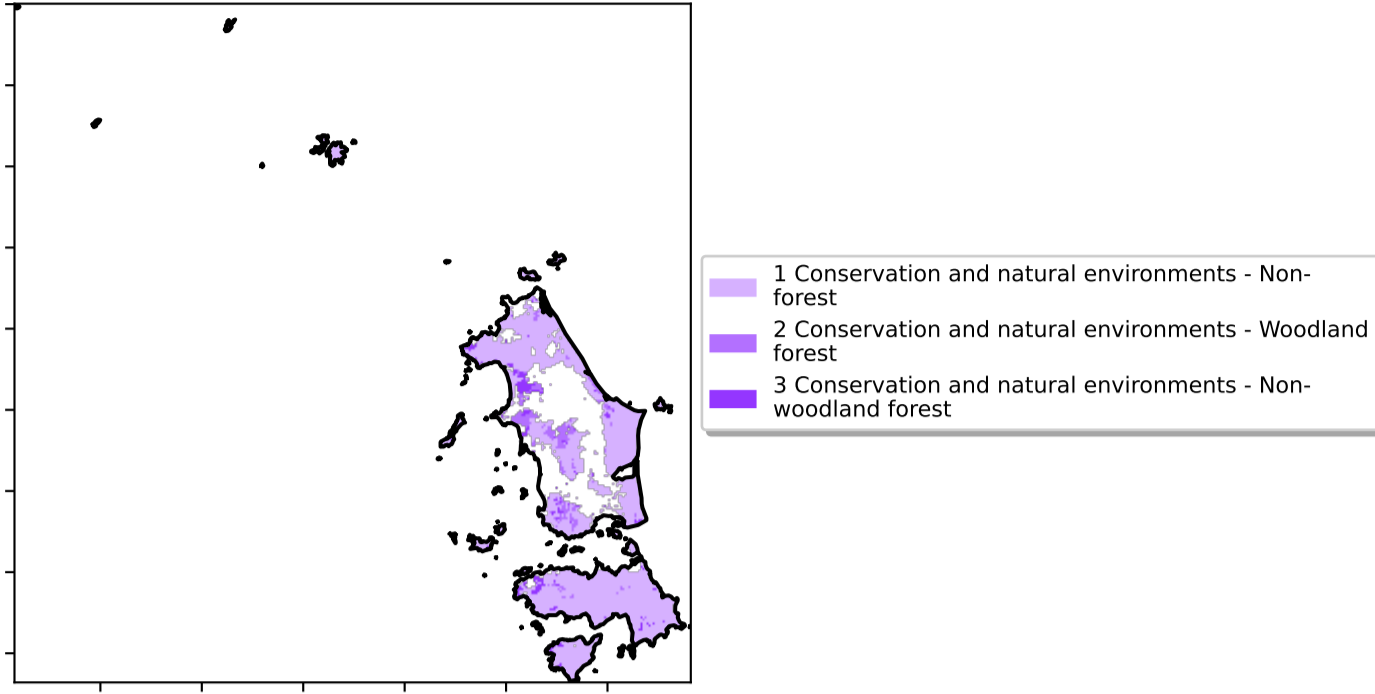 1 Conservation and natural environments - Non-
forest
2 Conservation and natural environments - Woodland
forest
3 Conservation and natural environments - Non-
woodland forest